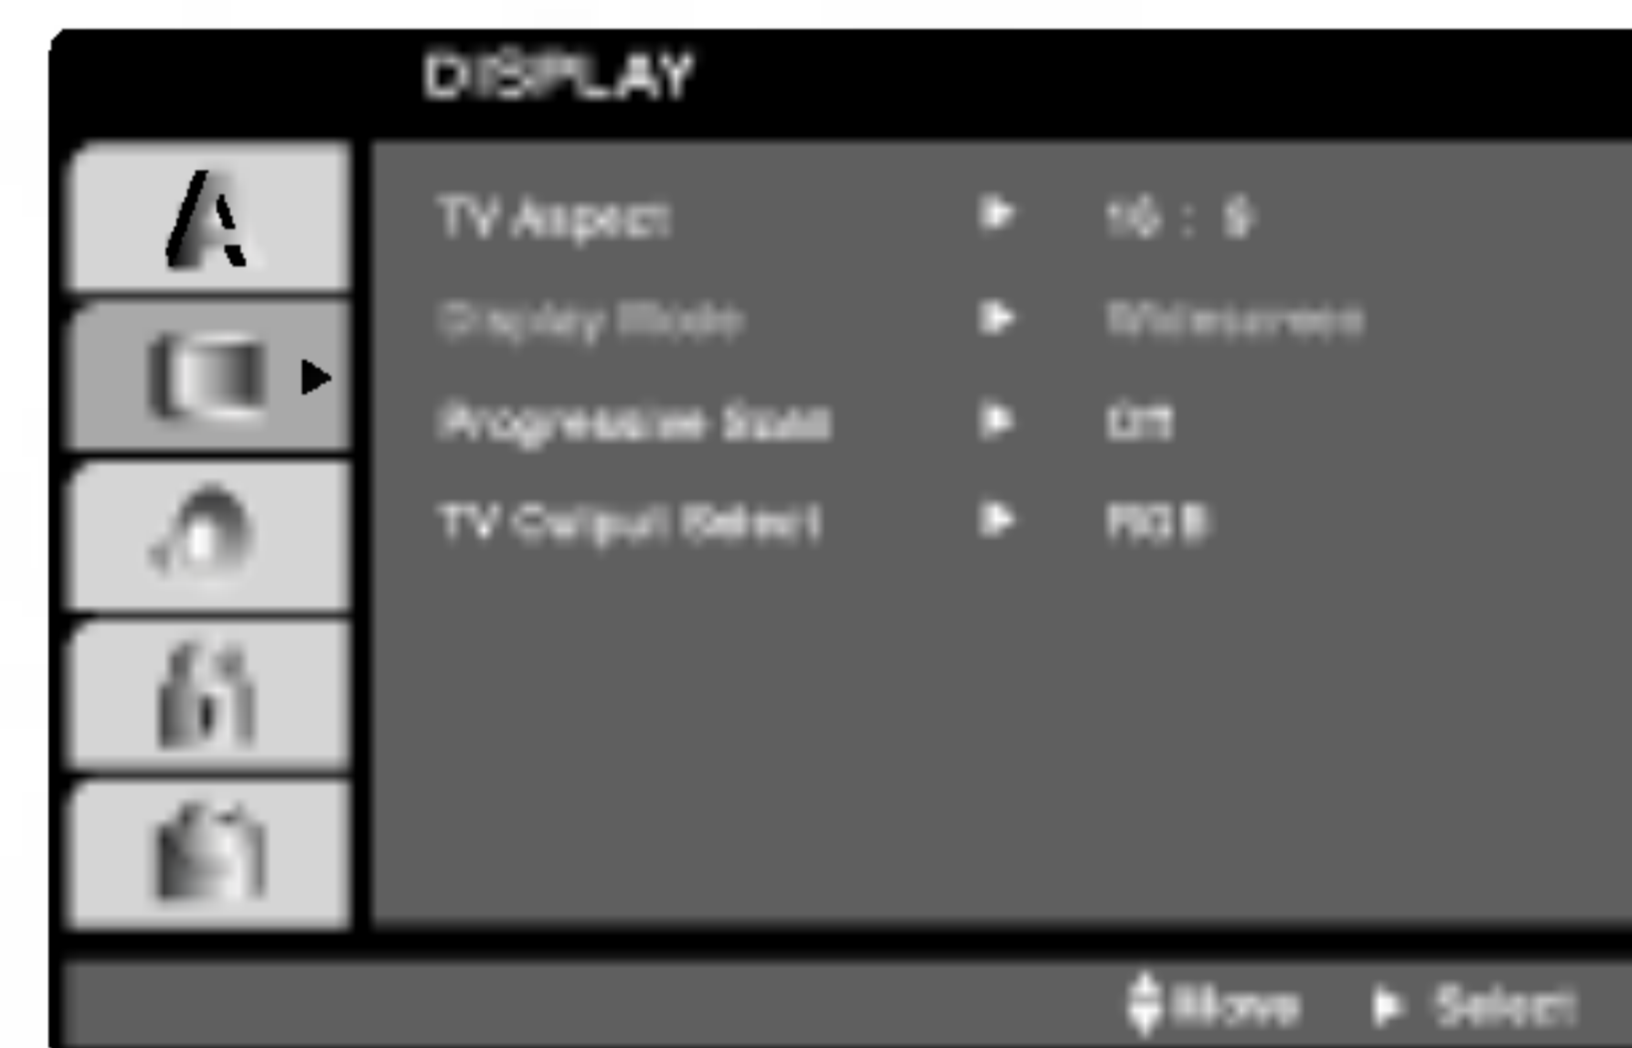 DISPLAY
TV Aspect 16 : 9
Display Mode Widescreen
Progressive Scan Off
TV Output Select RGB
Move Select